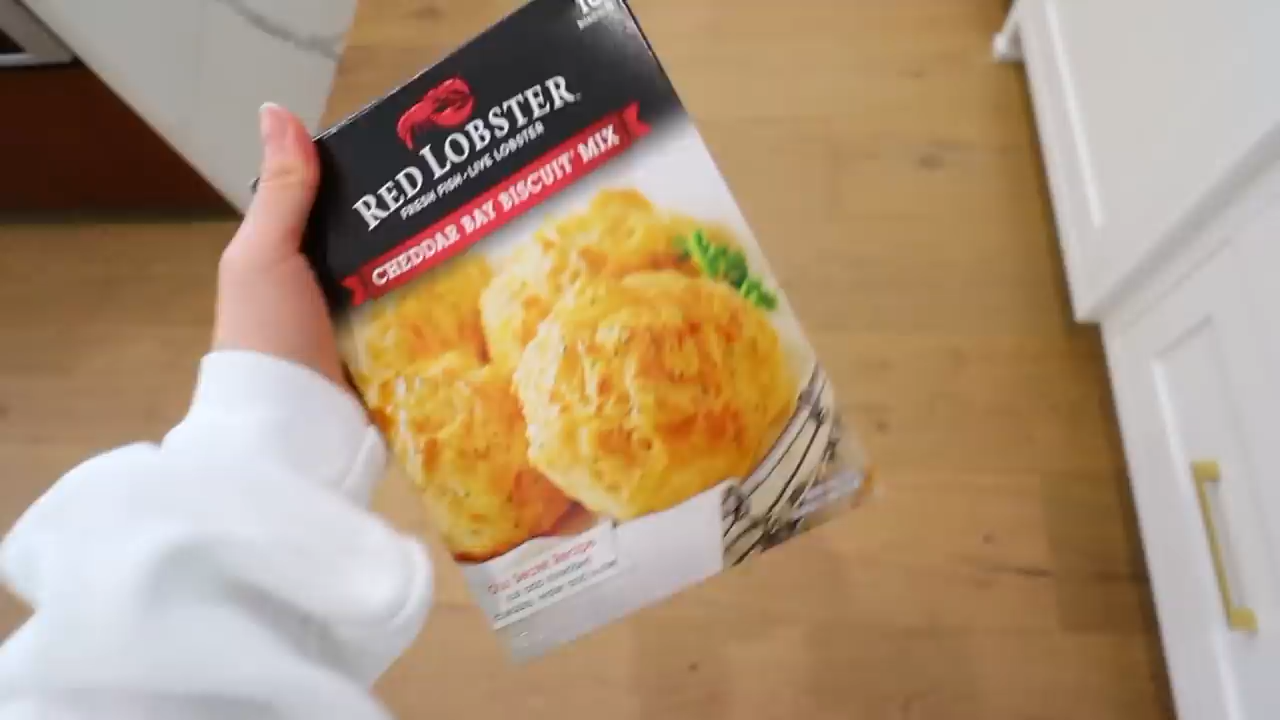 RED LOBSTER
FRESH FISH • LIVE LOBSTER
CHEDDAR BAY BISCUIT MIX
Our Secret Recipe